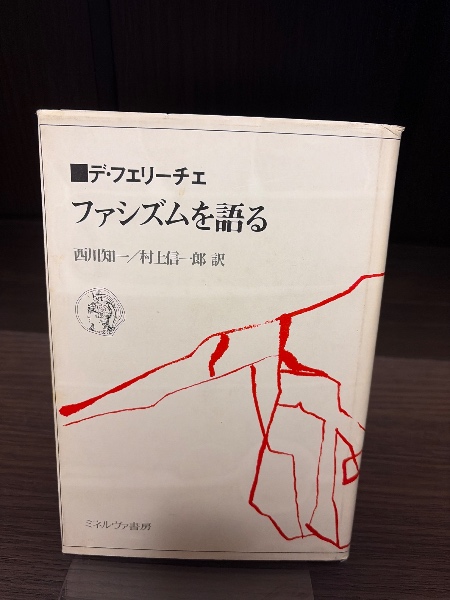 ■デ・フェリーチェ
ファシズムを語る
西川知一／村上信一郎 訳
ミネルヴァ書房